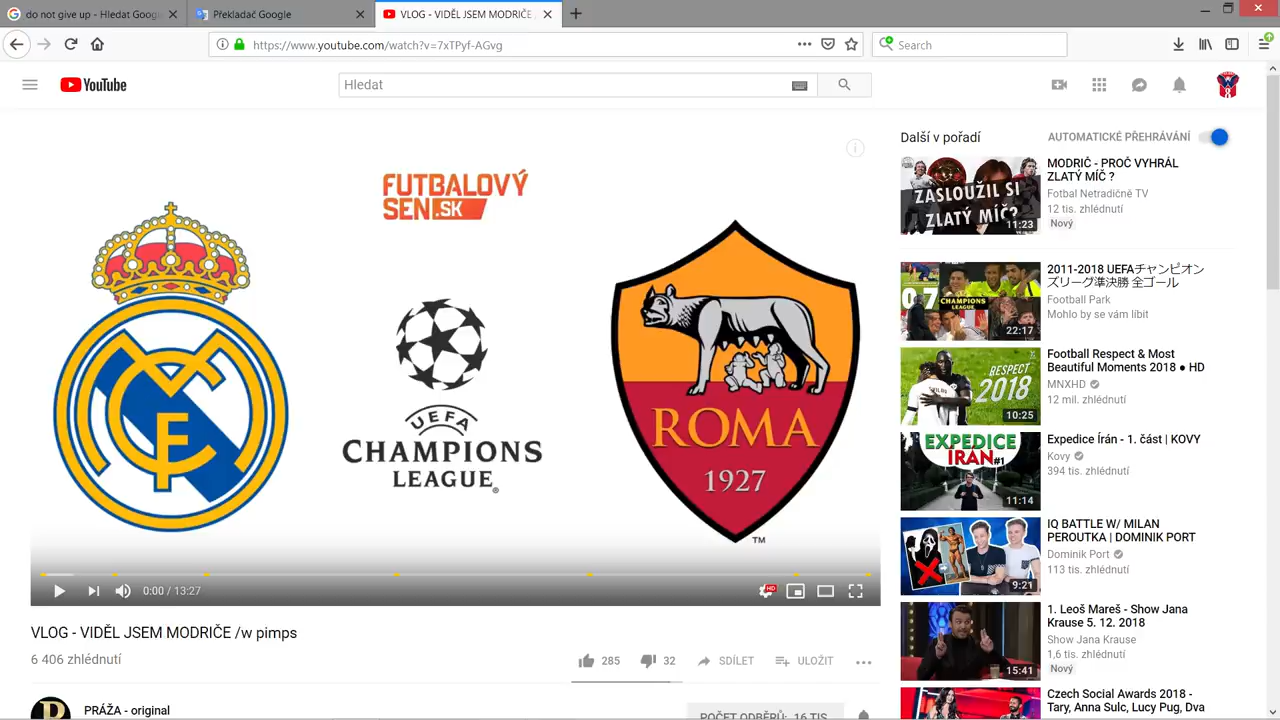 do not give up - Hledat Googl
Překladač Google
VLOG - VIDĚL JSEM MODRIČE
https://www.youtube.com/watch?v=7xTPyf-AGvg
Search
YouTube
Hledat
FUTBALOVÝ
SEN.SK
UEFA
CHAMPIONS
LEAGUE®
ROMA
1927
TM
0:00 / 13:27
HD
VLOG - VIDĚL JSEM MODRIČE /w pimps
6 406 zhlédnutí
285
32
SDÍLET
ULOŽIT
PRÁŽA - original
POČET ODBĚRŮ: 16 TIS.
Další v pořadí
AUTOMATICKÉ PŘEHRÁVÁNÍ
ZASLOUŽIL SI
ZLATÝ MÍČ?
11:23
MODRIČ - PROČ VYHRÁL
ZLATÝ MÍČ ?
Fotbal Netradičně TV
12 tis. zhlédnutí
Nový
0 7
CHAMPIONS
LEAGUE
22:17
2011-2018 UEFAチャンピオン
ズリーグ準決勝 全ゴール
Football Park
Mohlo by se vám líbit
RESPECT
2018
10:25
Football Respect & Most
Beautiful Moments 2018 ● HD
MNXHD
12 mil. zhlédnutí
EXPEDICE
ÍRÁN#1
11:14
Expedice Írán - 1. část | KOVY
Kovy
394 tis. zhlédnutí
9:21
IQ BATTLE W/ MILAN
PEROUTKA | DOMINIK PORT
Dominik Port
113 tis. zhlédnutí
15:41
1. Leoš Mareš - Show Jana
Krause 5. 12. 2018
Show Jana Krause
1,6 tis. zhlédnutí
Nový
Czech Social Awards 2018 -
Tary, Anna Sulc, Lucy Pug, Dva